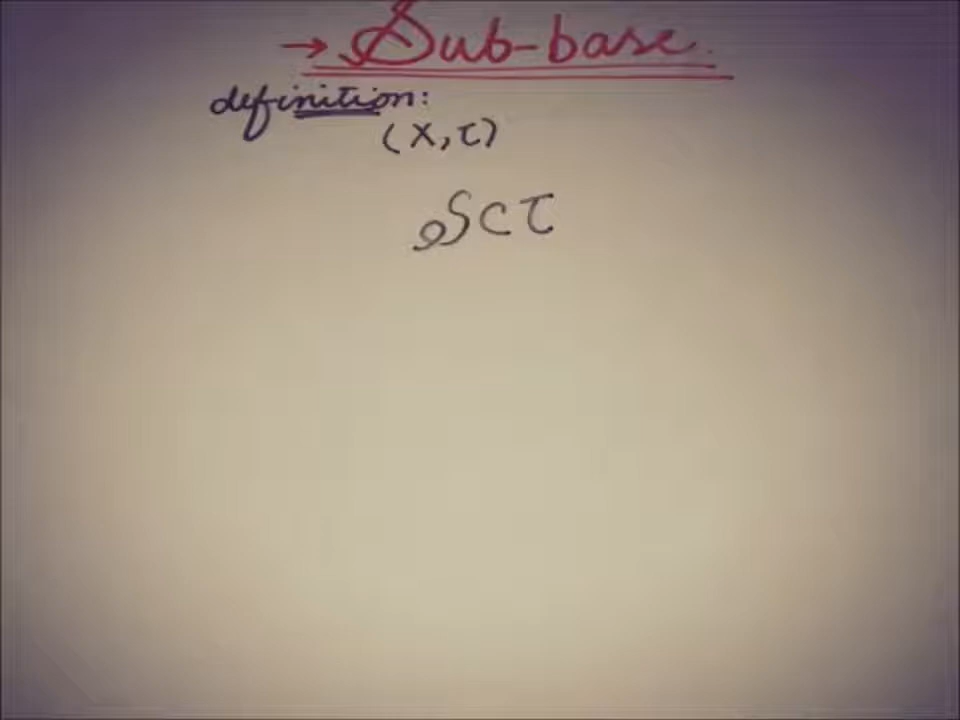 → Sub-base.
definition:
(X, τ)
S⊂τ